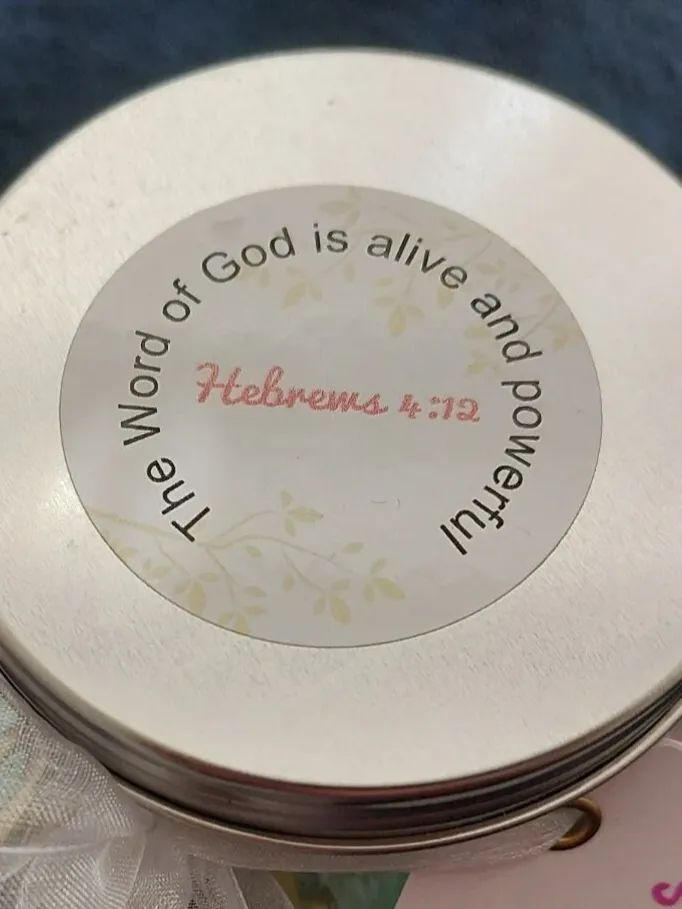 The Word of God is alive and powerful
Hebrews 4:12